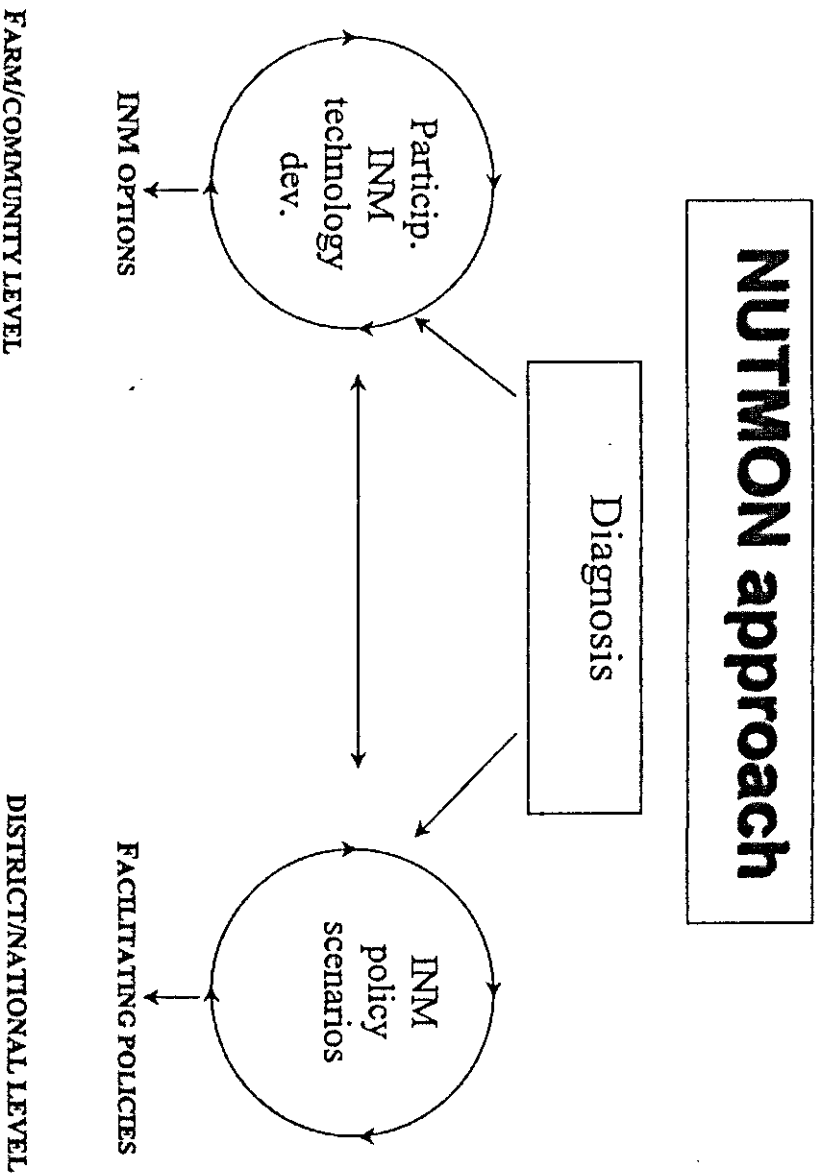 NUTMON approach
Diagnosis
Particip.
INM
technology
dev.
INM
policy
scenarios
INM OPTIONS
FACILITATING POLICIES
FARM/COMMUNITY LEVEL
DISTRICT/NATIONAL LEVEL